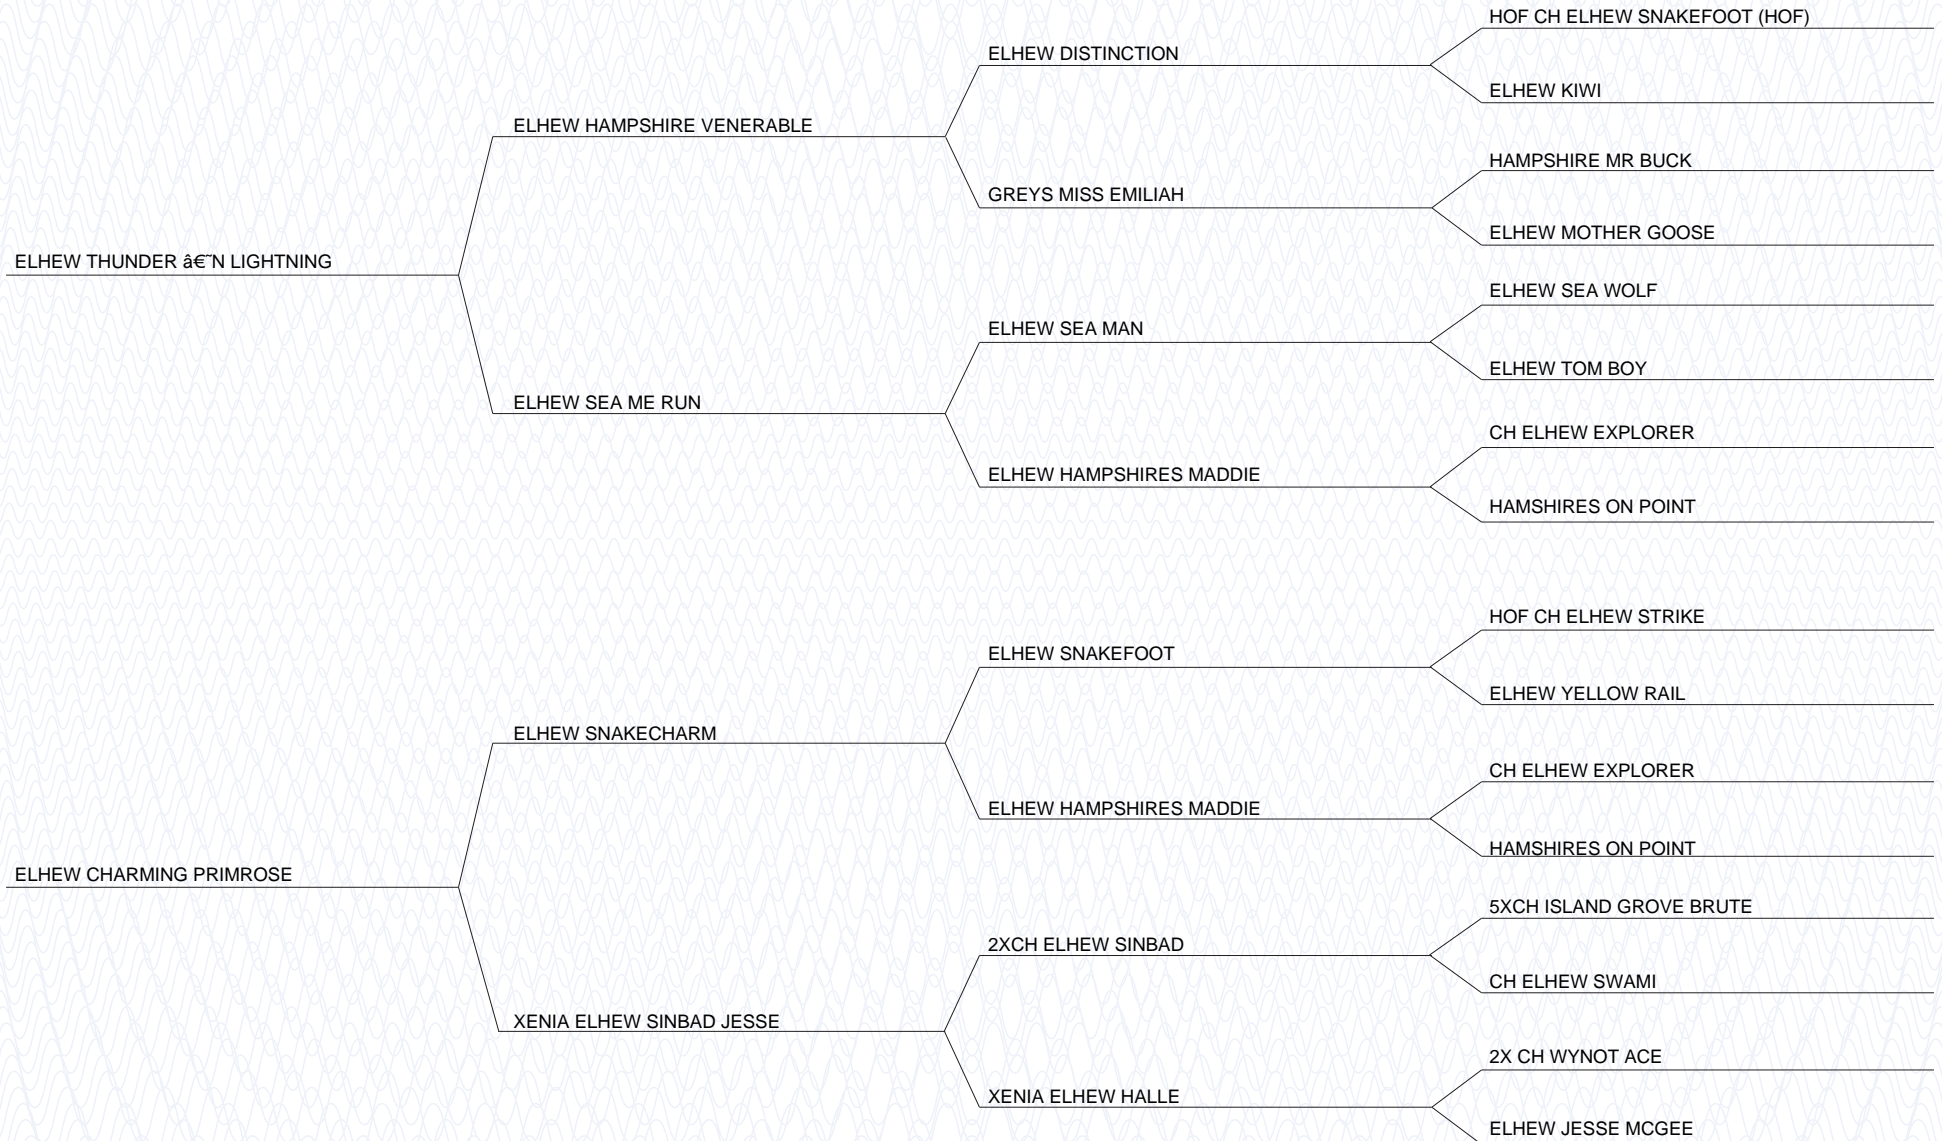 HOF CH ELHEW SNAKEFOOT (HOF)
ELHEW DISTINCTION
ELHEW KIWI
ELHEW HAMPSHIRE VENERABLE
HAMPSHIRE MR BUCK
GREYS MISS EMILIAH
ELHEW MOTHER GOOSE
ELHEW THUNDER â€˜N LIGHTNING
ELHEW SEA WOLF
ELHEW SEA MAN
ELHEW TOM BOY
ELHEW SEA ME RUN
CH ELHEW EXPLORER
ELHEW HAMPSHIRES MADDIE
HAMSHIRES ON POINT
HOF CH ELHEW STRIKE
ELHEW SNAKEFOOT
ELHEW YELLOW RAIL
ELHEW SNAKECHARM
CH ELHEW EXPLORER
ELHEW HAMPSHIRES MADDIE
HAMSHIRES ON POINT
ELHEW CHARMING PRIMROSE
5XCH ISLAND GROVE BRUTE
2XCH ELHEW SINBAD
CH ELHEW SWAMI
XENIA ELHEW SINBAD JESSE
2X CH WYNOT ACE
XENIA ELHEW HALLE
ELHEW JESSE MCGEE